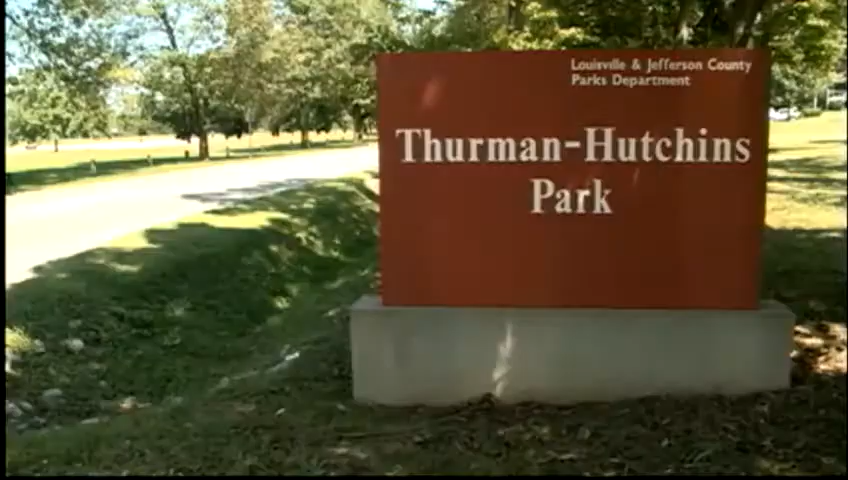 Louisville & Jefferson County
Parks Department
Thurman-Hutchins
Park